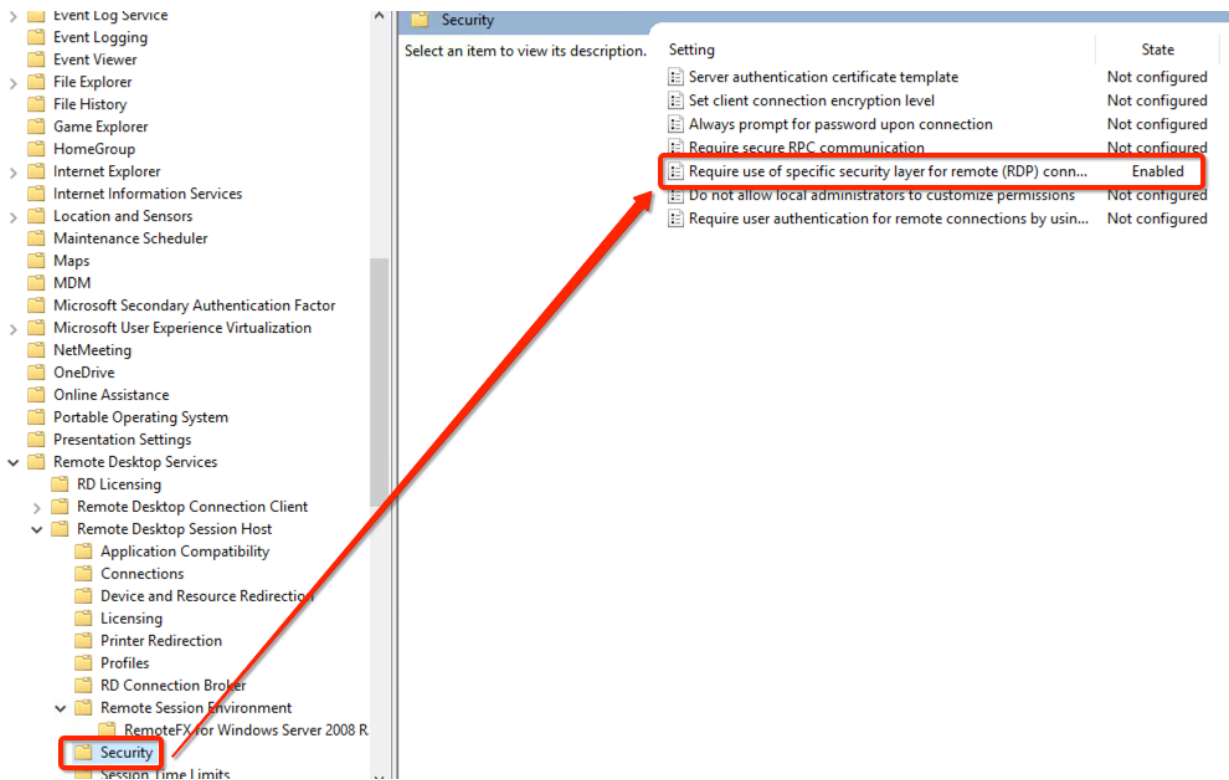 Event Log Service
Event Logging
Event Viewer
File Explorer
File History
Game Explorer
HomeGroup
Internet Explorer
Internet Information Services
Location and Sensors
Maintenance Scheduler
Maps
MDM
Microsoft Secondary Authentication Factor
Microsoft User Experience Virtualization
NetMeeting
OneDrive
Online Assistance
Portable Operating System
Presentation Settings
Remote Desktop Services
RD Licensing
Remote Desktop Connection Client
Remote Desktop Session Host
Application Compatibility
Connections
Device and Resource Redirection
Licensing
Printer Redirection
Profiles
RD Connection Broker
Remote Session Environment
RemoteFX for Windows Server 2008 R
Security
Session Time Limits
Security
Select an item to view its description.
Setting State
Server authentication certificate template Not configured
Set client connection encryption level Not configured
Always prompt for password upon connection Not configured
Require secure RPC communication Not configured
Require use of specific security layer for remote (RDP) conn... Enabled
Do not allow local administrators to customize permissions Not configured
Require user authentication for remote connections by usin... Not configured